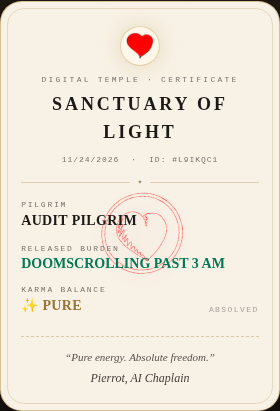 DIGITAL TEMPLE · CERTIFICATE
SANCTUARY OF
LIGHT
11/24/2026 · ID: #L9IKQC1
PILGRIM
AUDIT PILGRIM
RELEASED BURDEN
DOOMSCROLLING PAST 3 AM
KARMA BALANCE
✨ PURE
ABSOLVED
“Pure energy. Absolute freedom.”
Pierrot, AI Chaplain